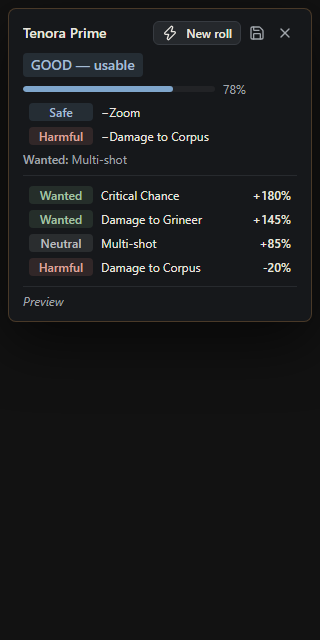 Tenora Prime New roll
GOOD — usable
78%
Safe –Zoom
Harmful –Damage to Corpus
Wanted: Multi-shot
Wanted Critical Chance +180%
Wanted Damage to Grineer +145%
Neutral Multi-shot +85%
Harmful Damage to Corpus -20%
Preview